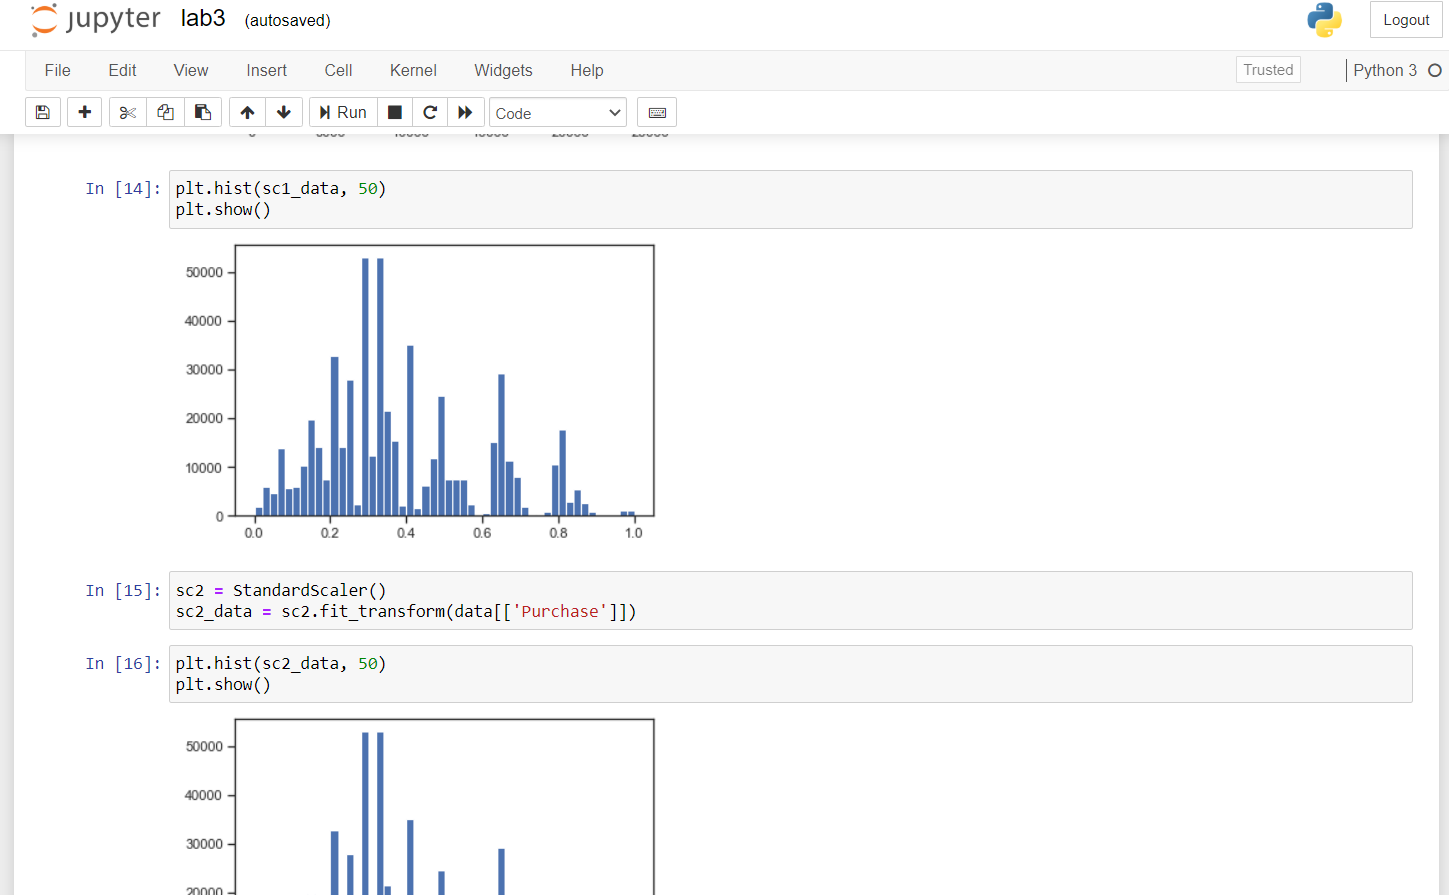 jupyter lab3 (autosaved) Logout
File Edit View Insert Cell Kernel Widgets Help Trusted Python 3
Run Code
In [14]: plt.hist(sc1_data, 50)
plt.show()
50000
40000
30000
20000
10000
0
0.0 0.2 0.4 0.6 0.8 1.0
In [15]: sc2 = StandardScaler()
sc2_data = sc2.fit_transform(data[['Purchase']])
In [16]: plt.hist(sc2_data, 50)
plt.show()
50000
40000
30000
20000